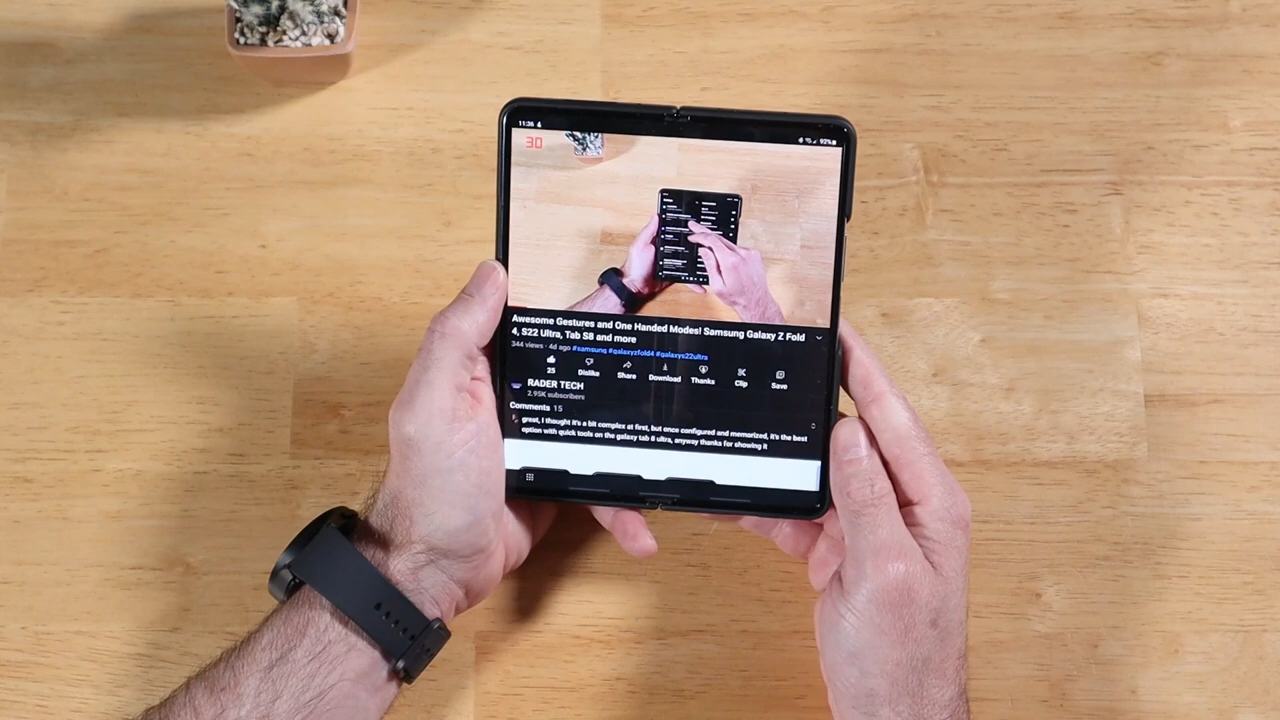 11:36
92%
30
Awesome Gestures and One Handed Modes! Samsung Galaxy Z Fold
4, S22 Ultra, Tab S8 and more
344 views · 4d ago #samsung #galaxyzfold4 #galaxys22ultra
25
Dislike
Share
Download
Thanks
Clip
Save
RADER TECH
2.95K subscribers
Comments 15
great, I thought it's a bit complex at first, but once configured and memorized, it's the best
option with quick tools on the galaxy tab 8 ultra, anyway thanks for showing it